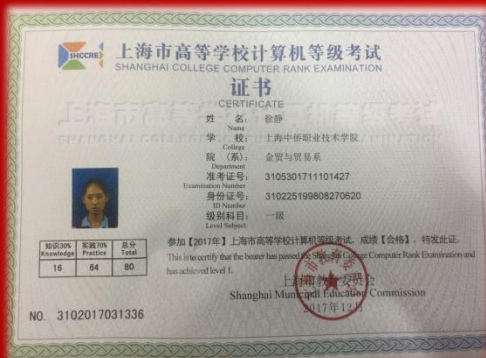 SHCCRE
上海市高等学校计算机等级考试
SHANGHAI COLLEGE COMPUTER RANK EXAMINATION
证书
CERTIFICATE
姓 名: 徐静
Name
学 校: 上海中侨职业技术学院
College
院 (系): 金贸与贸易系
Department
准考证号: 3105301711101427
Examination Number
身份证号: 310225199808270620
ID Number
级别科目: 一级
Level Subject
知识30% 实践70% 总分
Knowledge Practice Total
16 64 80
参加【2017年】上海市高等学校计算机等级考试，成绩【合格】，特发此证。
This is to certify that the bearer has passed the Shanghai College Computer Rank Examination and
has achieved level 1.
上海市教育委员会
Shanghai Municipal Education Commission
2017年12月
NO. 3102017031336